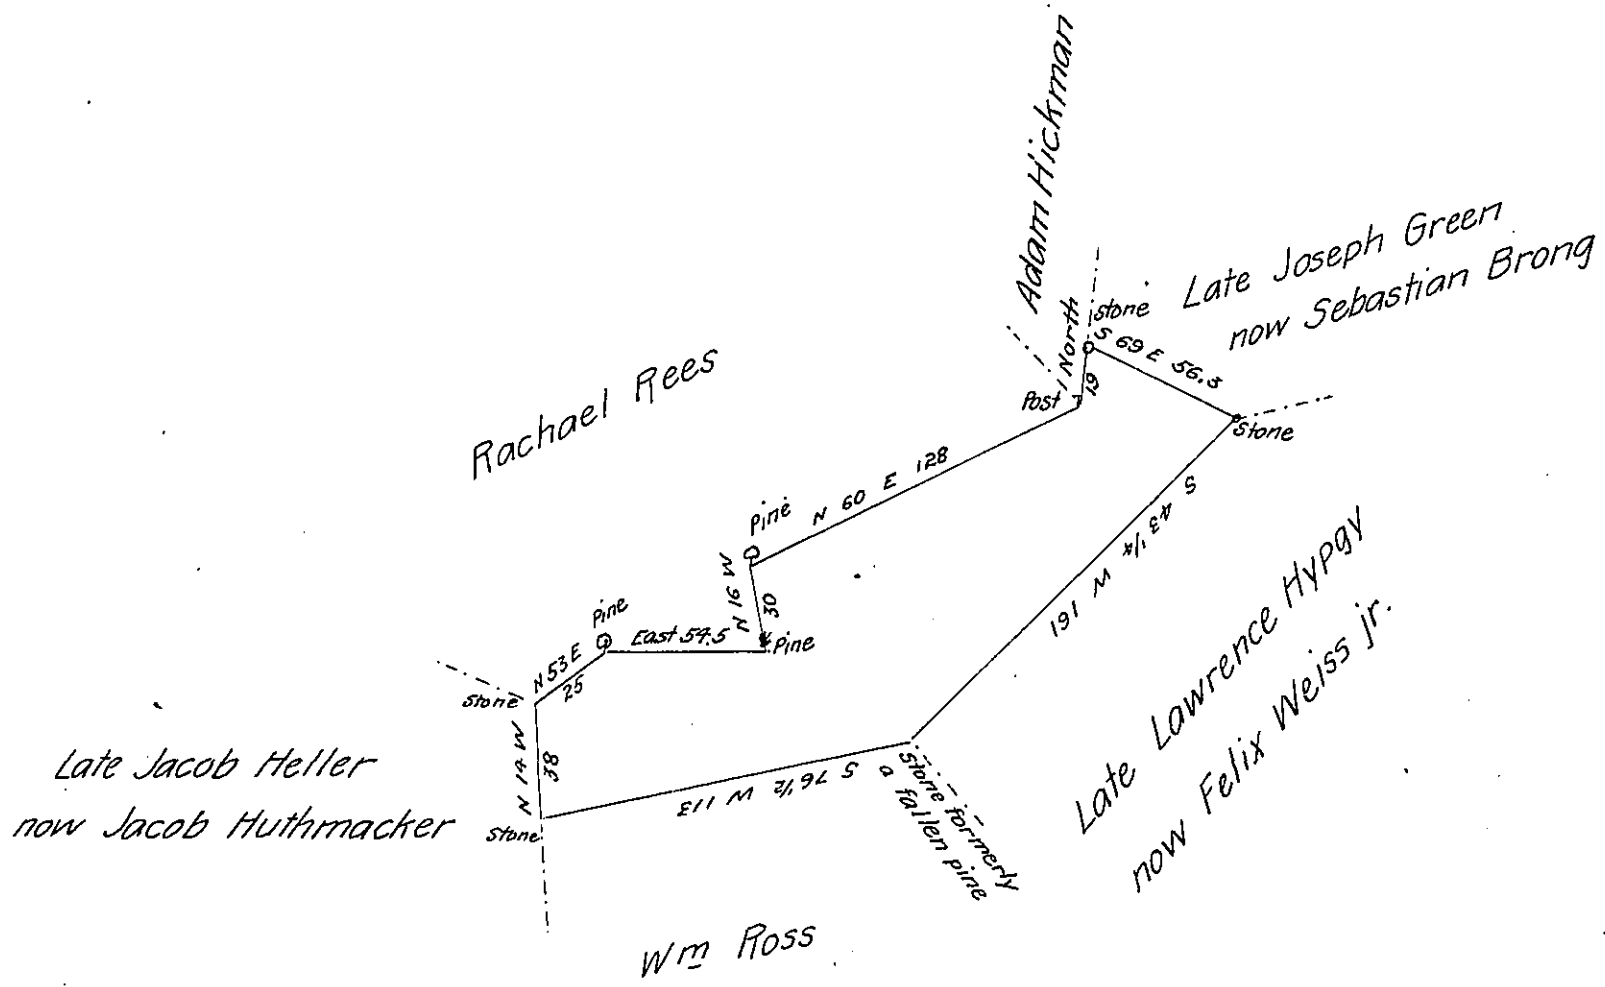 Adam Hickman
Late Joseph Green
now Sebastian Brong
Stone
North
19
S 69 E 56.3
Post
Stone
Rachael Rees
N 60 E 128
Pine
N 16 W
30
Pine
East 54.5
Pine
N 53 E
25
Stone
N 14 W
38
Stone
S 76 1/2 W 113
S 43 1/4 W 161
Stone formerly
a fallen pine
Late Lawrence Hypgy
now Felix Weiss jr.
Late Jacob Heller
now Jacob Huthmacker
Wm Ross